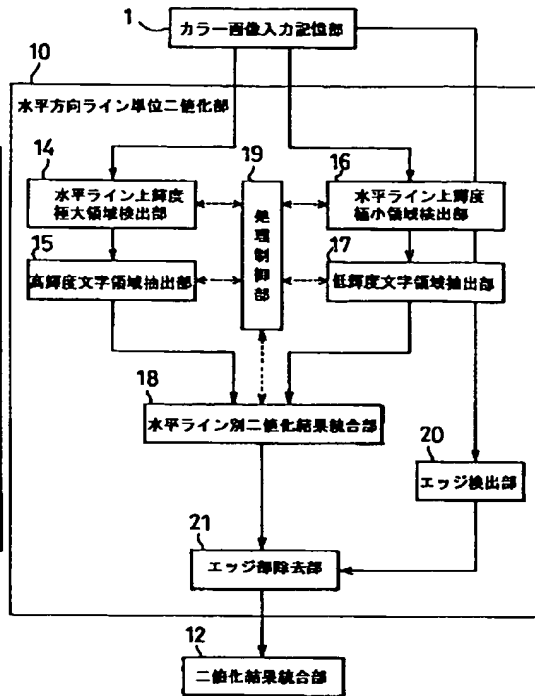 1
カラー画像入力記憶部
10
水平方向ライン単位二値化部
14
水平ライン上輝度
極大領域検出部
19
処理制御部
16
水平ライン上輝度
極小領域検出部
15
高輝度文字領域抽出部
17
低輝度文字領域抽出部
18
水平ライン別二値化結果統合部
20
エッジ検出部
21
エッジ部除去部
12
二値化結果統合部